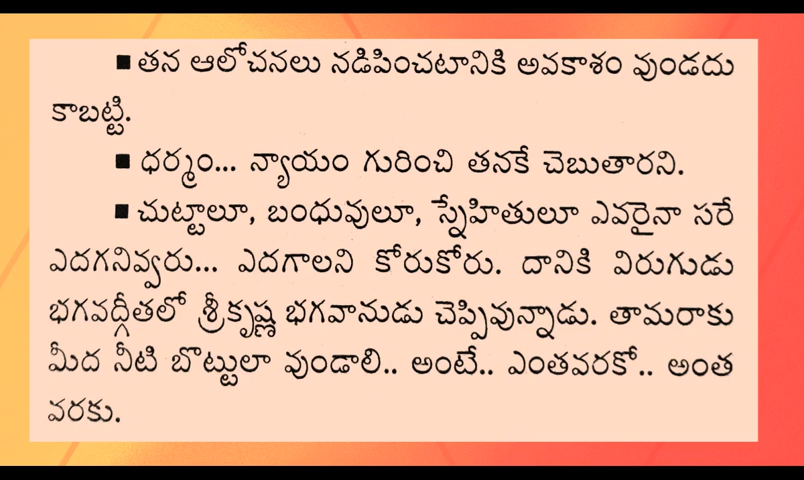 ■ తన ఆలోచనలు నడిపించటానికి అవకాశం వుండదు
కాబట్టి.
■ ధర్మం... న్యాయం గురించి తనకే చెబుతారని.
■ చుట్టాలూ, బంధువులూ, స్నేహితులూ ఎవరైనా సరే
ఎదగనివ్వరు... ఎదగాలని కోరుకోరు. దానికి విరుగుడు
భగవద్గీతలో శ్రీకృష్ణ భగవానుడు చెప్పివున్నాడు. తామరాకు
మీద నీటి బొట్టులా వుండాలి.. అంటే.. ఎంతవరకో.. అంత
వరకు.